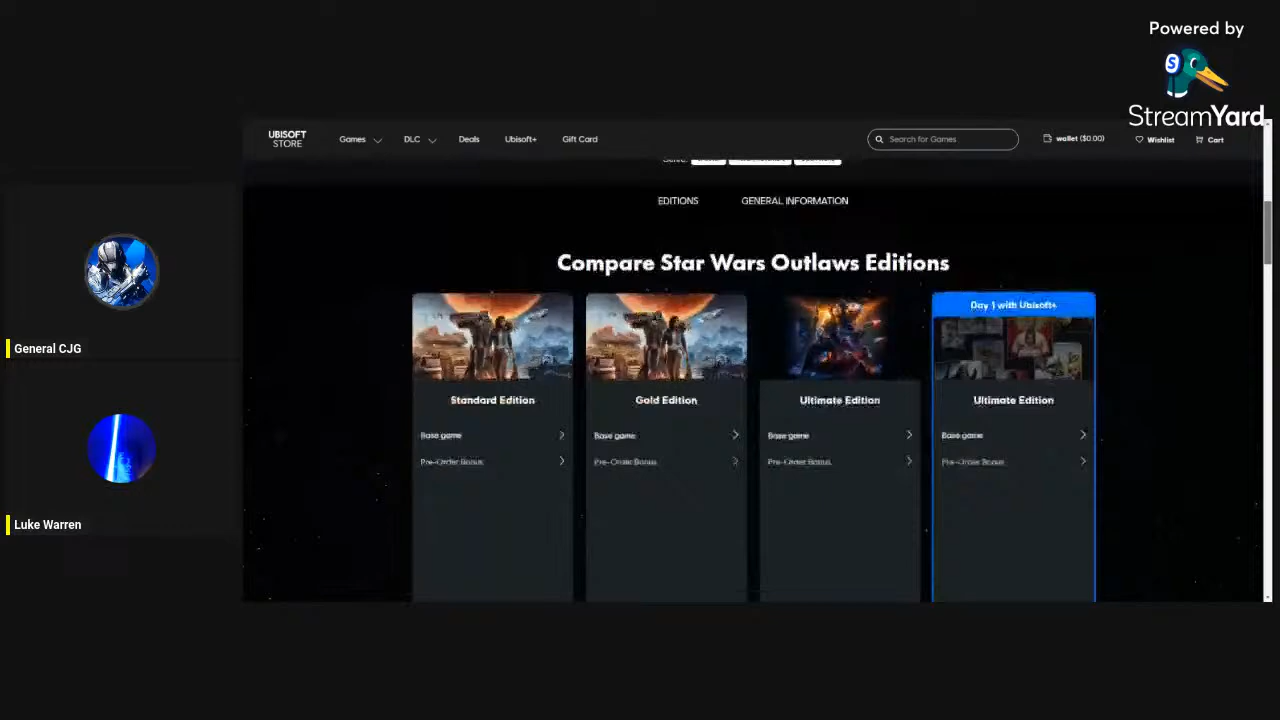 Powered by
S
StreamYard
UBISOFT
STORE
Games
DLC
Deals
Ubisoft+
Gift Card
Search for Games
wallet ($0.00)
Wishlist
Cart
EDITIONS
GENERAL INFORMATION
Compare Star Wars Outlaws Editions
Day 1 with Ubisoft+
Standard Edition
Gold Edition
Ultimate Edition
Ultimate Edition
Base game
Base game
Base game
Base game
Pre-Order Bonus
Pre-Order Bonus
Pre-Order Bonus
Pre-Order Bonus
General CJG
Luke Warren